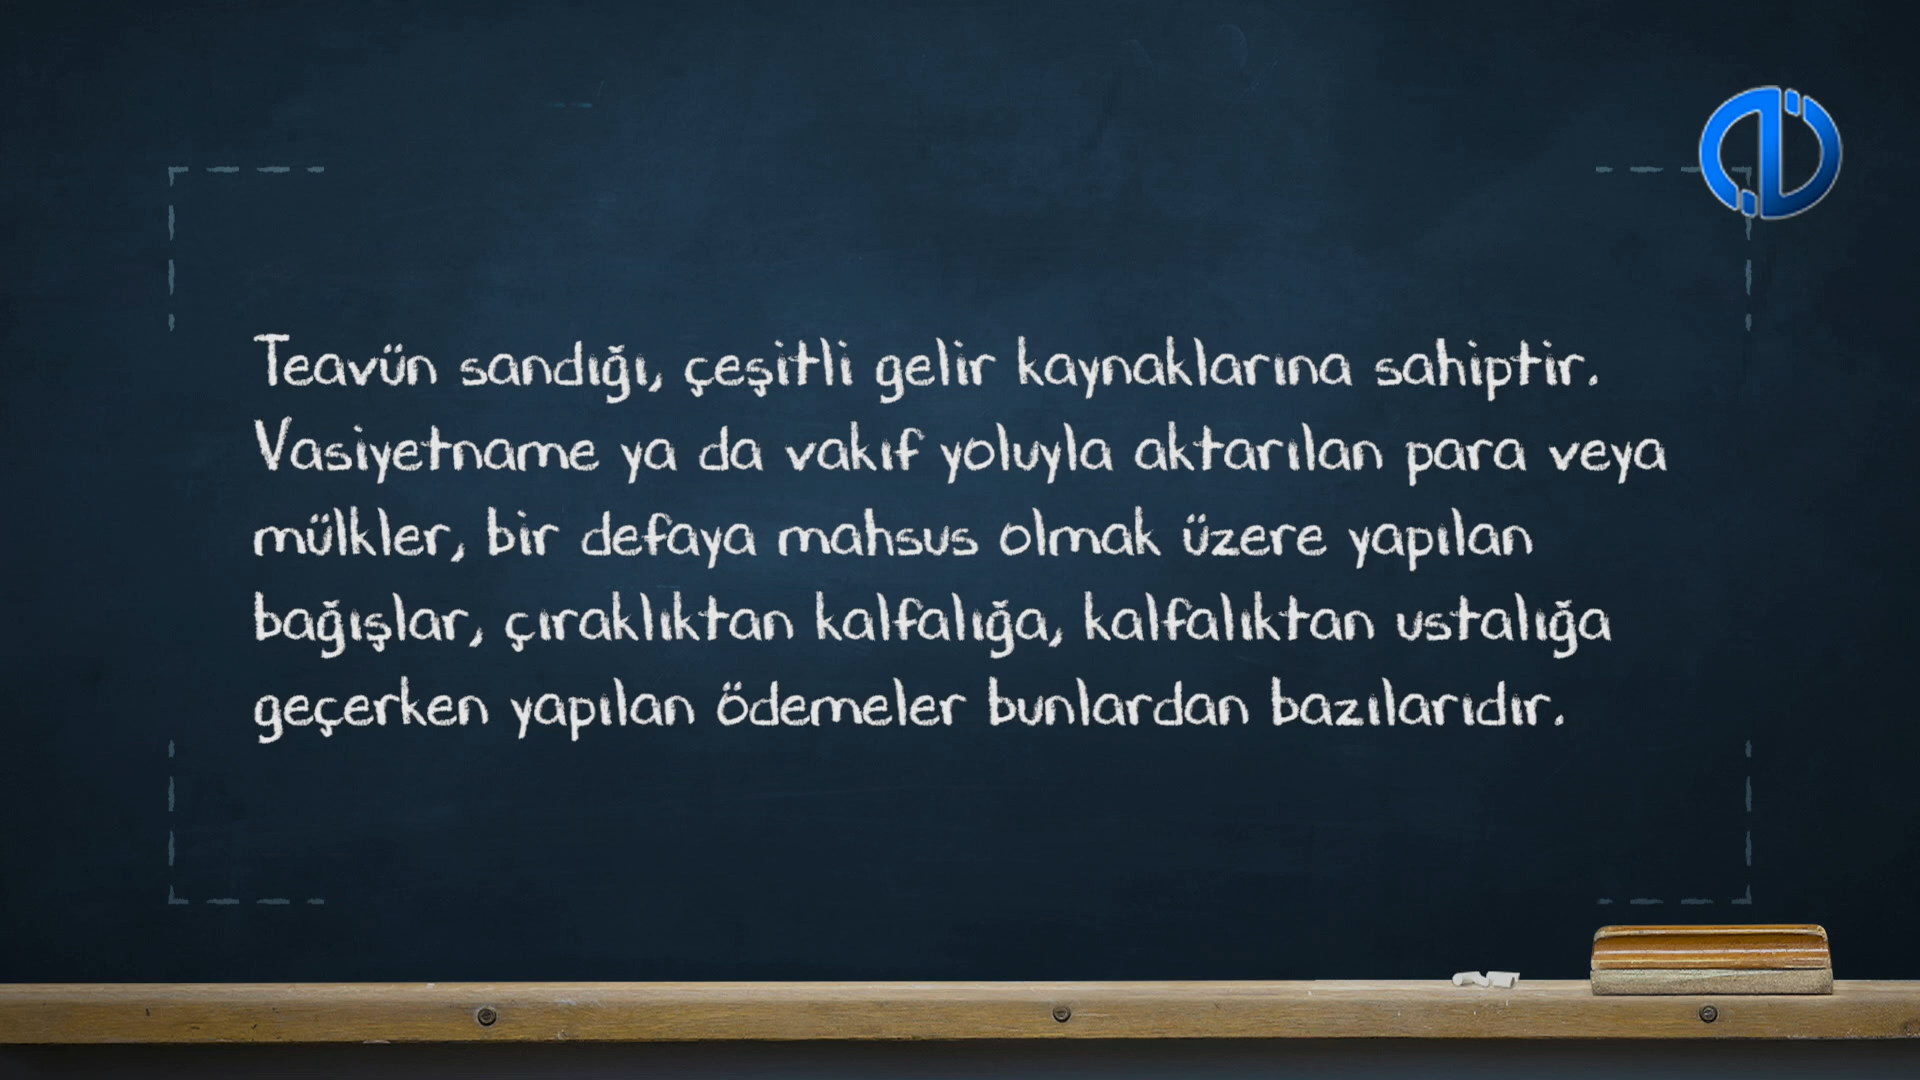 Teavün sandığı, çeşitli gelir kaynaklarına sahiptir.
Vasiyetname ya da vakıf yoluyla aktarılan para veya
mülkler, bir defaya mahsus olmak üzere yapılan
bağışlar, çıraklıktan kalfalığa, kalfalıktan ustalığa
geçerken yapılan ödemeler bunlardan bazılarıdır.